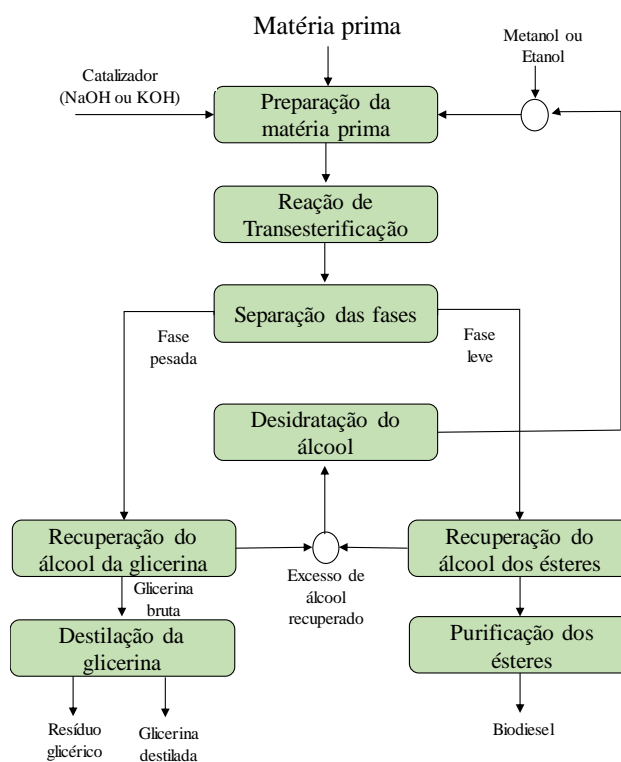 Matéria prima
Metanol ou
Etanol
Catalizador
(NaOH ou KOH)
Preparação da
matéria prima
Reação de
Transesterificação
Separação das fases
Fase
pesada
Fase
leve
Desidratação do
álcool
Recuperação do
álcool da glicerina
Excesso de
álcool
recuperado
Recuperação do
álcool dos ésteres
Glicerina
bruta
Destilação da
glicerina
Purificação dos
ésteres
Resíduo
glicérico
Glicerina
destilada
Biodiesel